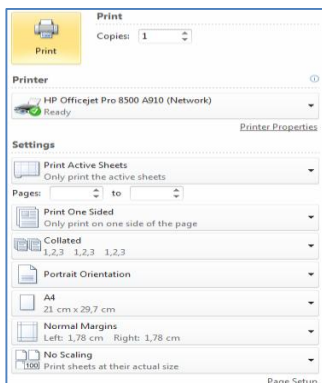 Print
Copies: 1
Print
Printer
HP Officejet Pro 8500 A910 (Network)
Ready
Printer Properties
Settings
Print Active Sheets
Only print the active sheets
Pages: to
Print One Sided
Only print on one side of the page
Collated
1,2,3 1,2,3 1,2,3
Portrait Orientation
A4
21 cm x 29,7 cm
Normal Margins
Left: 1,78 cm Right: 1,78 cm
No Scaling
100 Print sheets at their actual size
Page Setup